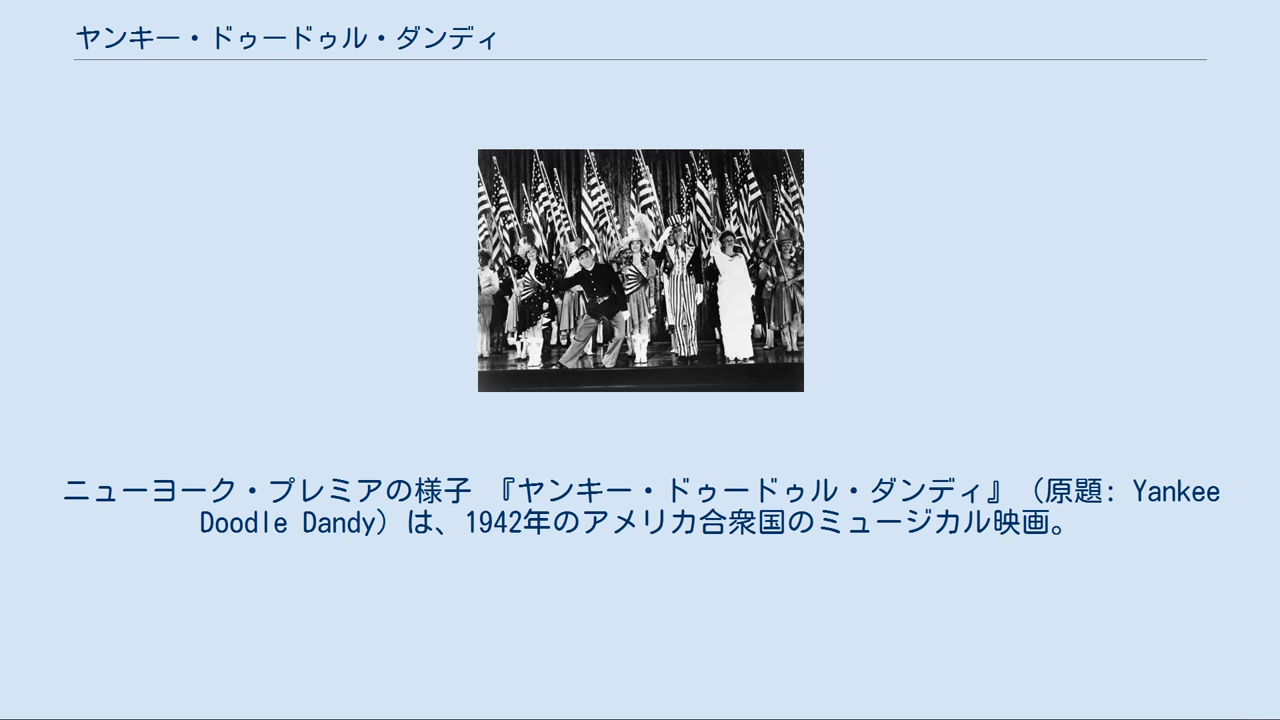 ヤンキー・ドゥードゥル・ダンディ
ニューヨーク・プレミアの様子 『ヤンキー・ドゥードゥル・ダンディ』（原題: Yankee
Doodle Dandy）は、1942年のアメリカ合衆国のミュージカル映画。